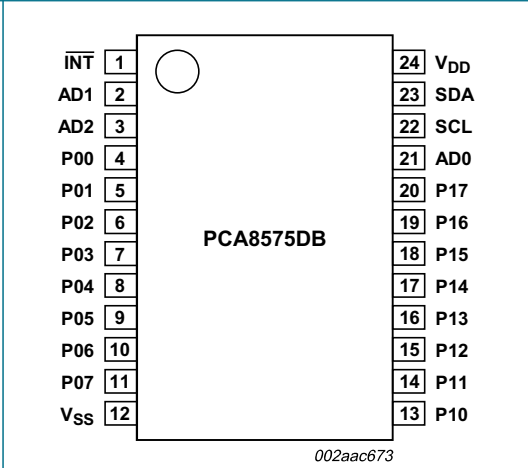 INT 1 24 VDD
AD1 2 23 SDA
AD2 3 22 SCL
P00 4 21 AD0
P01 5 20 P17
P02 6 19 P16
P03 7 18 P15
PCA8575DB
P04 8 17 P14
P05 9 16 P13
P06 10 15 P12
P07 11 14 P11
VSS 12 13 P10
002aac673